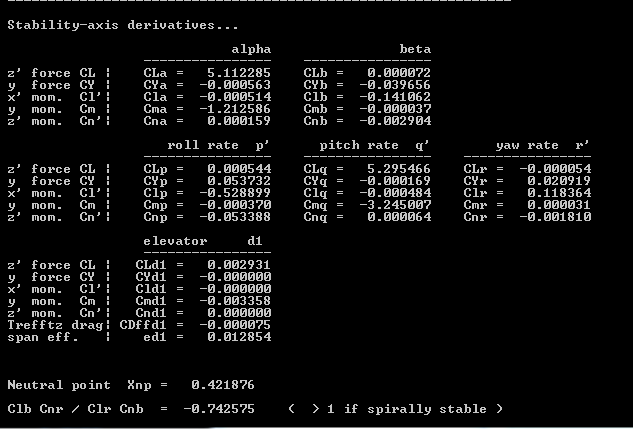 Stability-axis derivatives...
alpha beta
z' force CL | CLa = 5.112285 CLb = 0.000072
y force CY | CYa = -0.000563 CYb = -0.039656
x' mom. Cl'| Cla = -0.000514 Clb = -0.141062
y mom. Cm | Cma = -1.212586 Cmb = -0.000037
z' mom. Cn'| Cna = 0.000159 Cnb = -0.002904
roll rate p' pitch rate q' yaw rate r'
z' force CL | CLp = 0.000544 CLq = 5.295466 CLr = -0.000054
y force CY | CYp = 0.053732 CYq = -0.000169 CYr = 0.020919
x' mom. Cl'| Clp = -0.528899 Clq = -0.000484 Clr = 0.118364
y mom. Cm | Cmp = -0.000370 Cmq = -3.245007 Cmr = 0.000031
z' mom. Cn'| Cnp = -0.053388 Cnq = 0.000064 Cnr = -0.001810
elevator d1
z' force CL | CLd1 = 0.002931
y force CY | CYd1 = -0.000000
x' mom. Cl'| Cld1 = -0.000000
y mom. Cm | Cmd1 = -0.003358
z' mom. Cn'| Cnd1 = 0.000000
Trefftz drag| CDffd1 = -0.000075
span eff. | ed1 = 0.012854
Neutral point Xnp = 0.421876
Clb Cnr / Clr Cnb = -0.742575 ( > 1 if spirally stable )